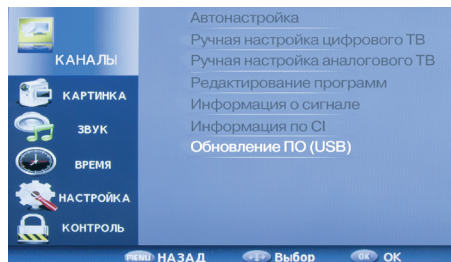 КАНАЛЫ
КАРТИНКА
ЗВУК
ВРЕМЯ
НАСТРОЙКА
КОНТРОЛЬ
Автонастройка
Ручная настройка цифрового ТВ
Ручная настройка аналогового ТВ
Редактирование программ
Информация о сигнале
Информация по CI
Обновление ПО (USB)
MENU НАЗАД Выбор OK ОК